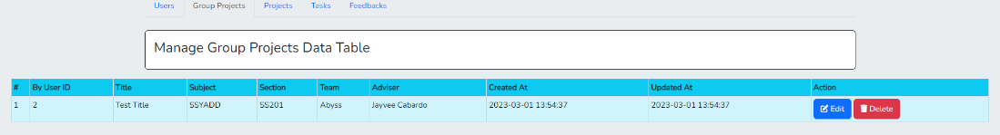 Users Group Projects Projects Tasks Feedbacks
Manage Group Projects Data Table
# By User ID Title Subject Section Team Adviser Created At Updated At Action
1 2 Test Title SSYADD SS201 Abyss Jayvee Cabardo 2023-03-01 13:54:37 2023-03-01 13:54:37 Edit Delete